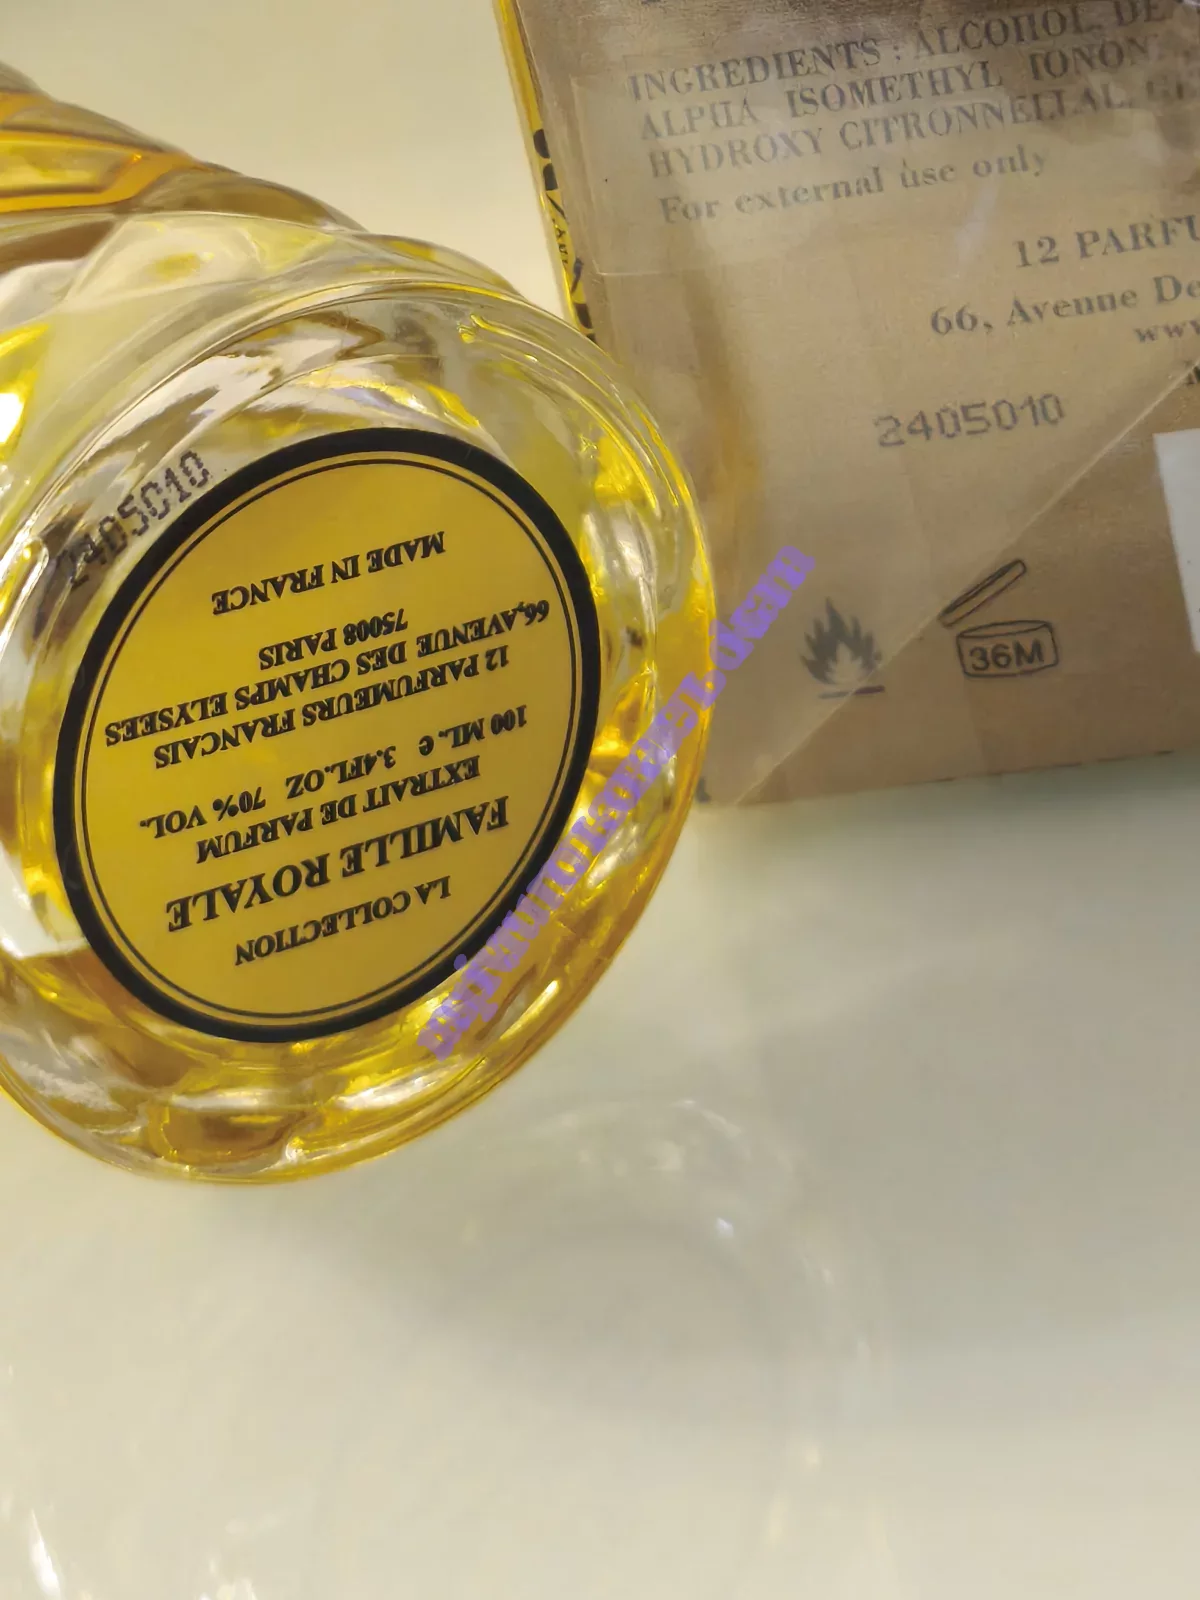 INGREDIENTS : ALCOHOL, DE
ALPHA ISOMETHYL IONON
HYDROXY CITRONNELLAL,
For external use only
12 PARFU
66, Avenue De
www
2405010
36M
2405010
LA COLLECTION
FAMILLE ROYALE
EXTRAIT DE PARFUM
100 ML. e 3.4FL.OZ 70% VOL.
12 PARFUMEURS FRANCAIS
66,AVENUE DES CHAMPS ELYSEES
75008 PARIS
MADE IN FRANCE